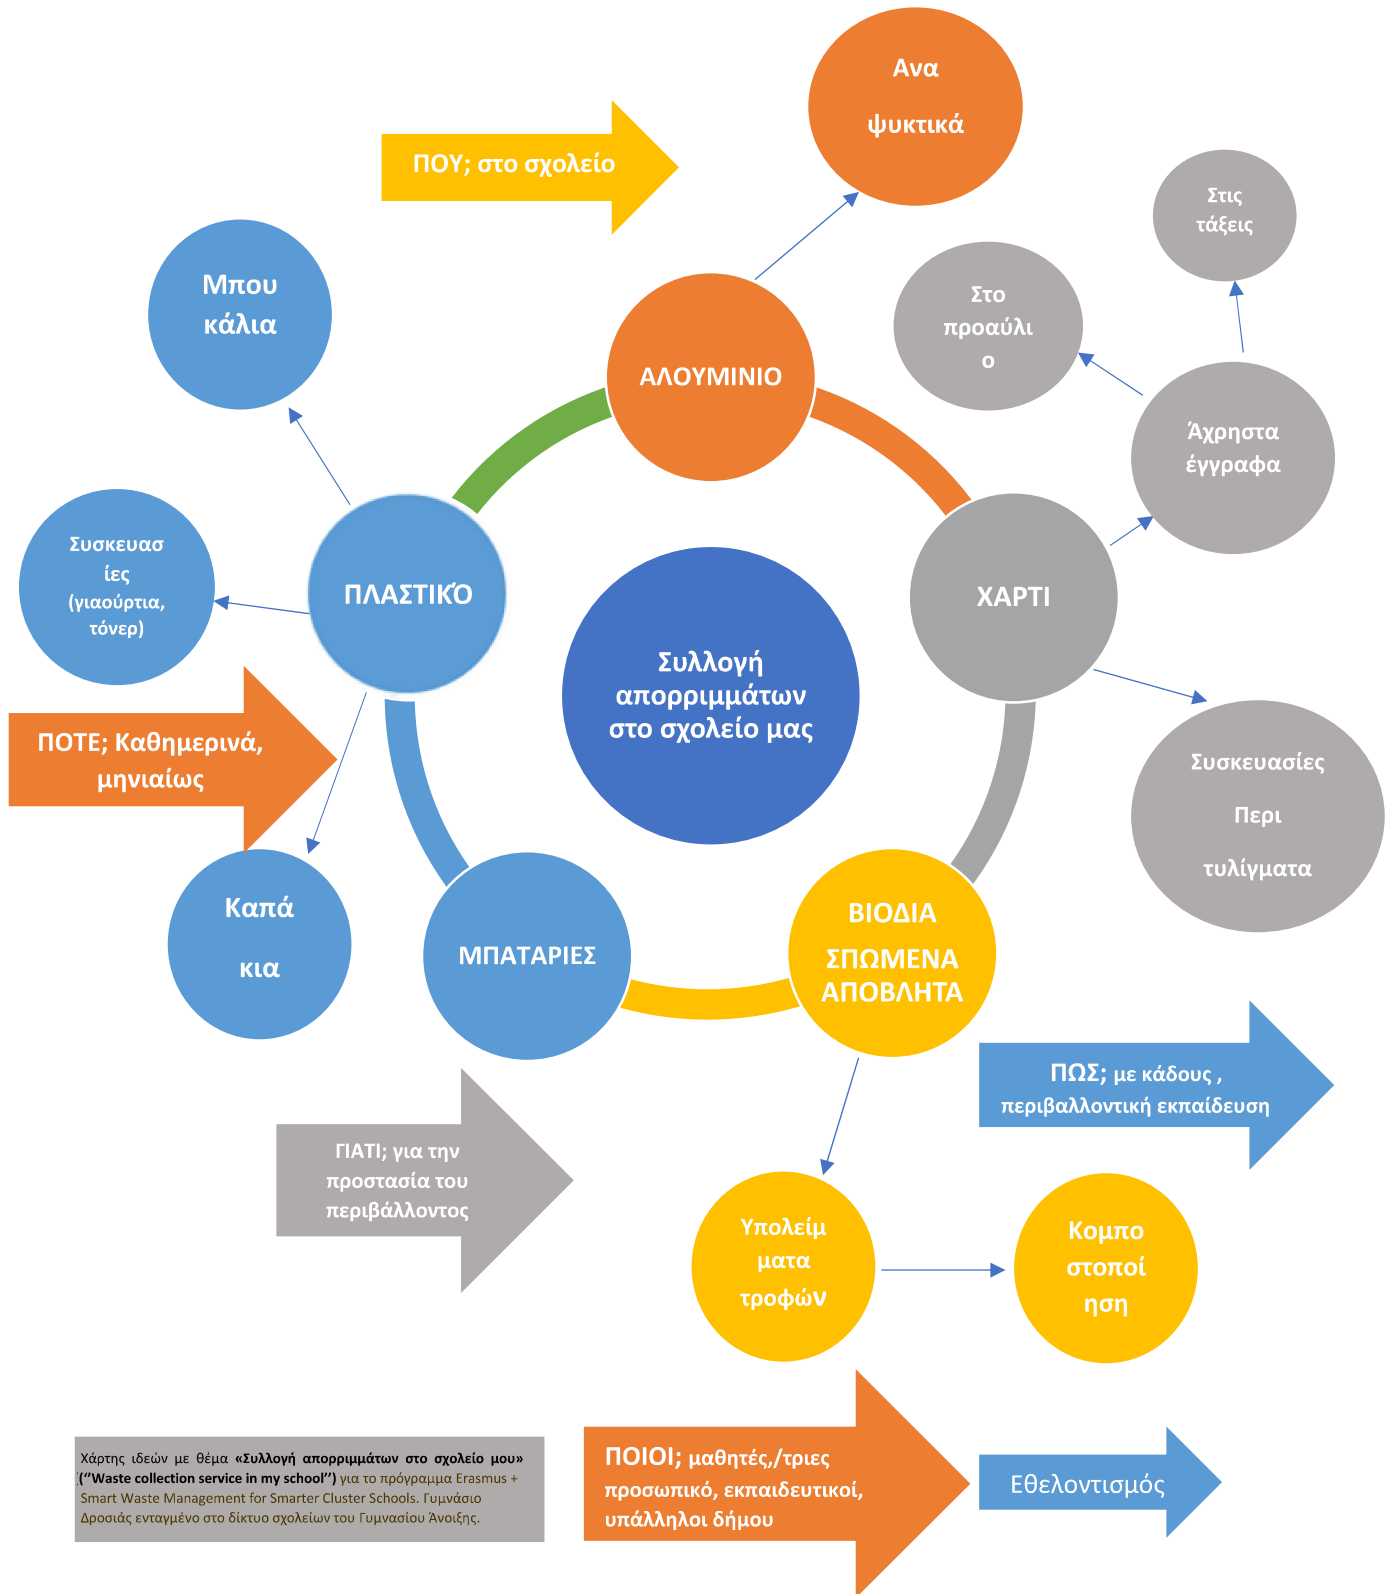 Ανα
ψυκτικά
ΠΟΥ; στο σχολείο
Στις
τάξεις
Μπου
κάλια
Στο
προαύλι
ο
ΑΛΟΥΜΙΝΙΟ
Άχρηστα
έγγραφα
Συσκευασ
ίες
(γιαούρτια,
τόνερ)
ΠΛΑΣΤΙΚΌ
ΧΑΡΤΙ
Συλλογή
απορριμμάτων
στο σχολείο μας
ΠΟΤΕ; Καθημερινά,
μηνιαίως
Συσκευασίες
Περι
τυλίγματα
Καπά
κια
ΜΠΑΤΑΡΙΕΣ
ΒΙΟΔΙΑ
ΣΠΩΜΕΝΑ
ΑΠΟΒΛΗΤΑ
ΠΩΣ; με κάδους ,
περιβαλλοντική εκπαίδευση
ΓΙΑΤΙ; για την
προστασία του
περιβάλλοντος
Υπολείμ
ματα
τροφών
Κομπο
στοποί
ηση
Χάρτης ιδεών με θέμα «Συλλογή απορριμμάτων στο σχολείο μου»
(‘’Waste collection service in my school’’) για το πρόγραμμα Erasmus +
Smart Waste Management for Smarter Cluster Schools. Γυμνάσιο
Δροσιάς ενταγμένο στο δίκτυο σχολείων του Γυμνασίου Άνοιξης.
ΠΟΙΟΙ; μαθητές,/τριες
προσωπικό, εκπαιδευτικοί,
υπάλληλοι δήμου
Εθελοντισμός